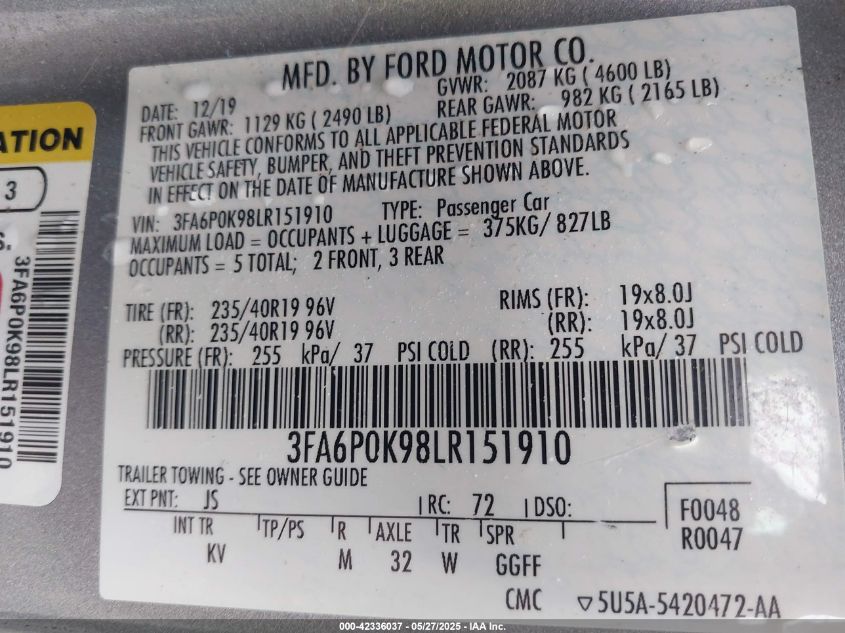 MFD. BY FORD MOTOR CO.
DATE: 12/19 GVWR: 2087 KG ( 4600 LB)
FRONT GAWR: 1129 KG ( 2490 LB) REAR GAWR: 982 KG ( 2165 LB)
THIS VEHICLE CONFORMS TO ALL APPLICABLE FEDERAL MOTOR
VEHICLE SAFETY, BUMPER, AND THEFT PREVENTION STANDARDS
IN EFFECT ON THE DATE OF MANUFACTURE SHOWN ABOVE.
VIN: 3FA6P0K98LR151910 TYPE: Passenger Car
MAXIMUM LOAD = OCCUPANTS + LUGGAGE = 375KG/ 827LB
OCCUPANTS = 5 TOTAL; 2 FRONT, 3 REAR
TIRE (FR): 235/40R19 96V RIMS (FR): 19x8.0J
(RR): 235/40R19 96V (RR): 19x8.0J
PRESSURE (FR): 255 kPa/ 37 PSI COLD (RR): 255 kPa/ 37 PSI COLD
3FA6P0K98LR151910
TRAILER TOWING - SEE OWNER GUIDE
EXT PNT: JS RC: 72 DSO: F0048
R0047
INT TR TP/PS R AXLE TR SPR
KV M 32 W GGFF
CMC ▽5U5A-5420472-AA
ATION
3
3FA6P0K98LR151910
000-42336037 - 05/27/2025 - IAA Inc.